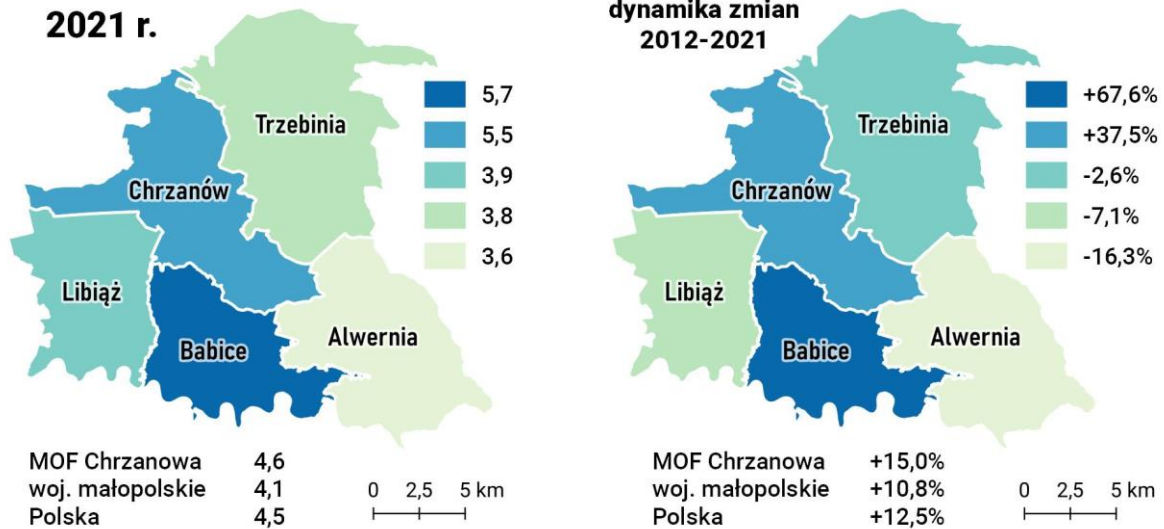 2021 r.
5,7
5,5
3,9
3,8
3,6
Trzebinia
Chrzanów
Libiąż
Babice
Alwernia
MOF Chrzanowa 4,6
woj. małopolskie 4,1
Polska 4,5
0 2,5 5 km
dynamika zmian
2012-2021
+67,6%
+37,5%
-2,6%
-7,1%
-16,3%
Trzebinia
Chrzanów
Libiąż
Babice
Alwernia
MOF Chrzanowa +15,0%
woj. małopolskie +10,8%
Polska +12,5%
0 2,5 5 km